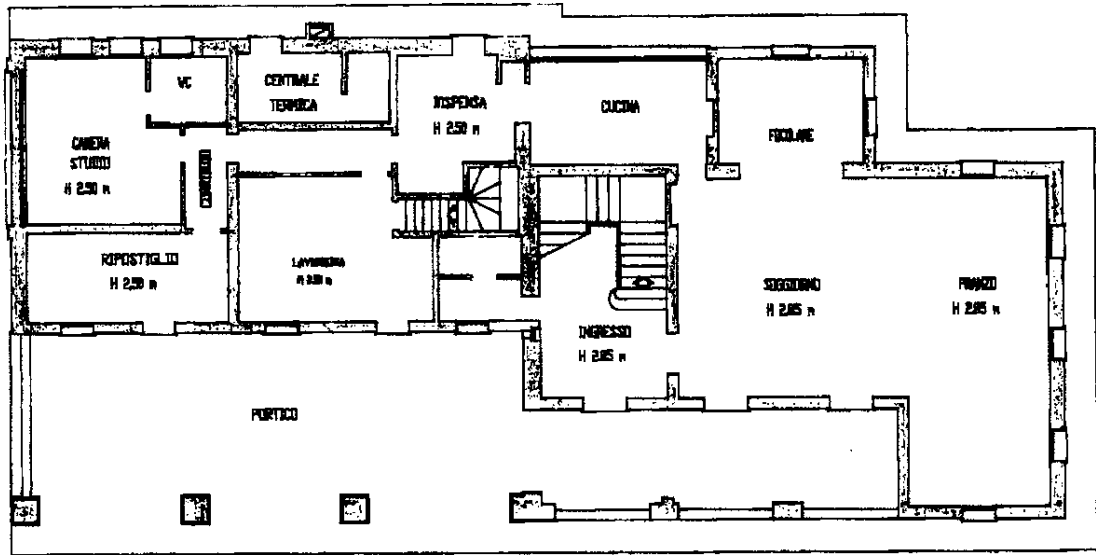 WC
CENTRALE
TERMICA
DISPENSA
H 2.50 m
CUCINA
CAMERA
STUDIO
H 2.50 m
FOCOLARE
RIPOSTIGLIO
H 2.50 m
LAVANDERIA
SOGGIORNO
H 2.85 m
PRANZO
H 2.85 m
INGRESSO
H 2.85 m
PORTICO